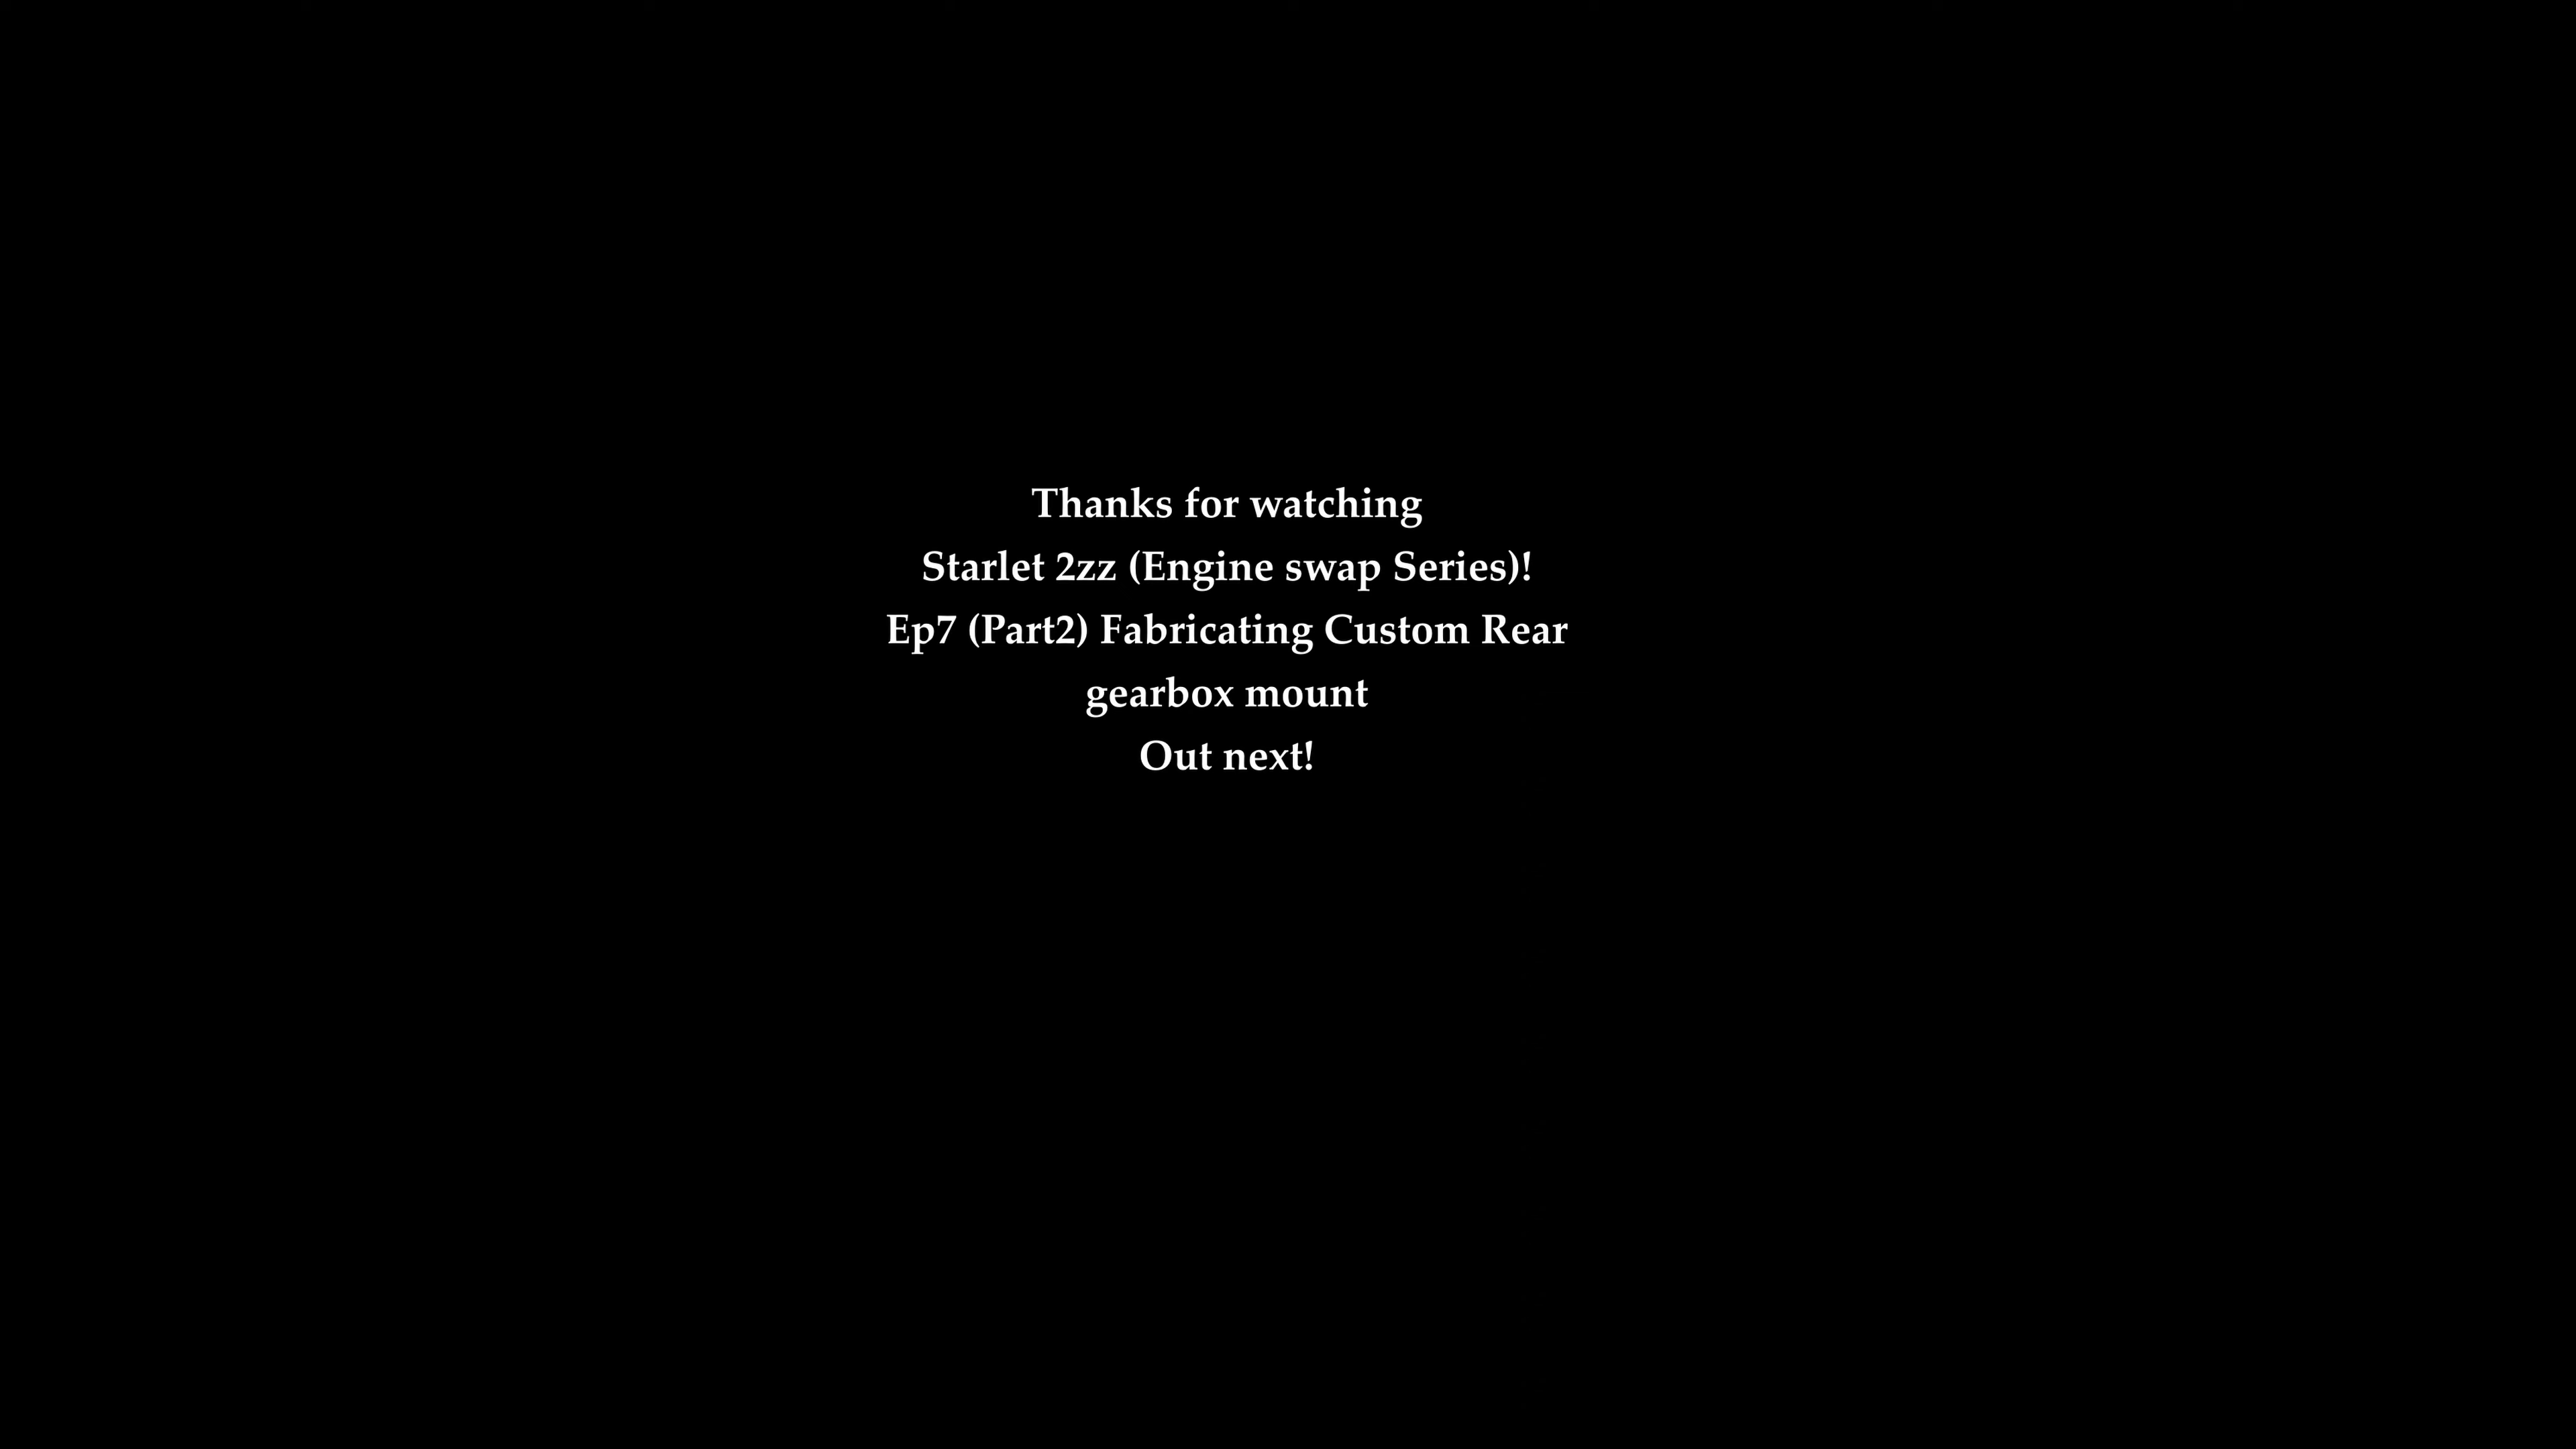 Thanks for watching
Starlet 2zz (Engine swap Series)!
Ep7 (Part2) Fabricating Custom Rear
gearbox mount
Out next!